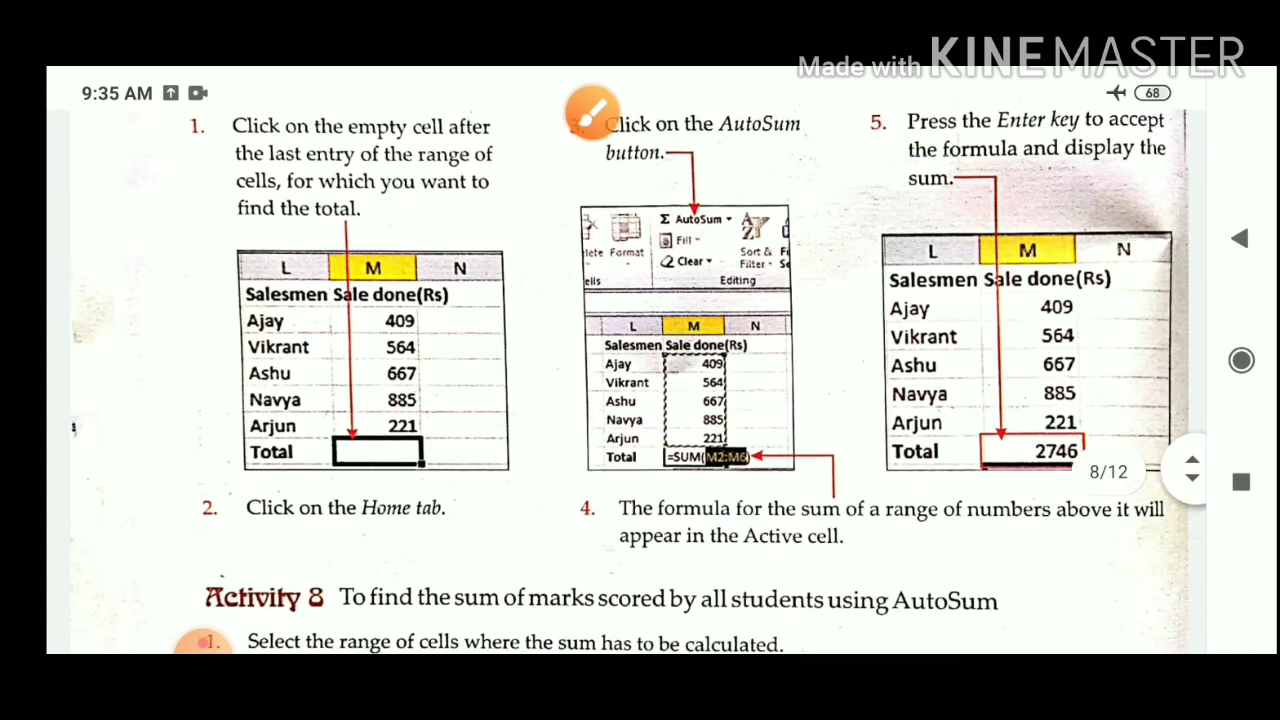 Made with KINEMASTER
9:35 AM
68
1. Click on the empty cell after
the last entry of the range of
cells, for which you want to
find the total.
L M N
Salesmen Sale done(Rs)
Ajay 409
Vikrant 564
Ashu 667
Navya 885
Arjun 221
Total
2. Click on the Home tab.
Click on the AutoSum
button.
Σ AutoSum
Fill
Clear
lete Format
Sort &
Filter
ells
Editing
L M N
Salesmen Sale done(Rs)
Ajay 409
Vikrant 564
Ashu 667
Navya 885
Arjun 221
Total =SUM(M2:M6)
4. The formula for the sum of a range of numbers above it will
appear in the Active cell.
5. Press the Enter key to accept
the formula and display the
sum.
L M N
Salesmen Sale done(Rs)
Ajay 409
Vikrant 564
Ashu 667
Navya 885
Arjun 221
Total 2746
8/12
Activity 8 To find the sum of marks scored by all students using AutoSum
1. Select the range of cells where the sum has to be calculated.